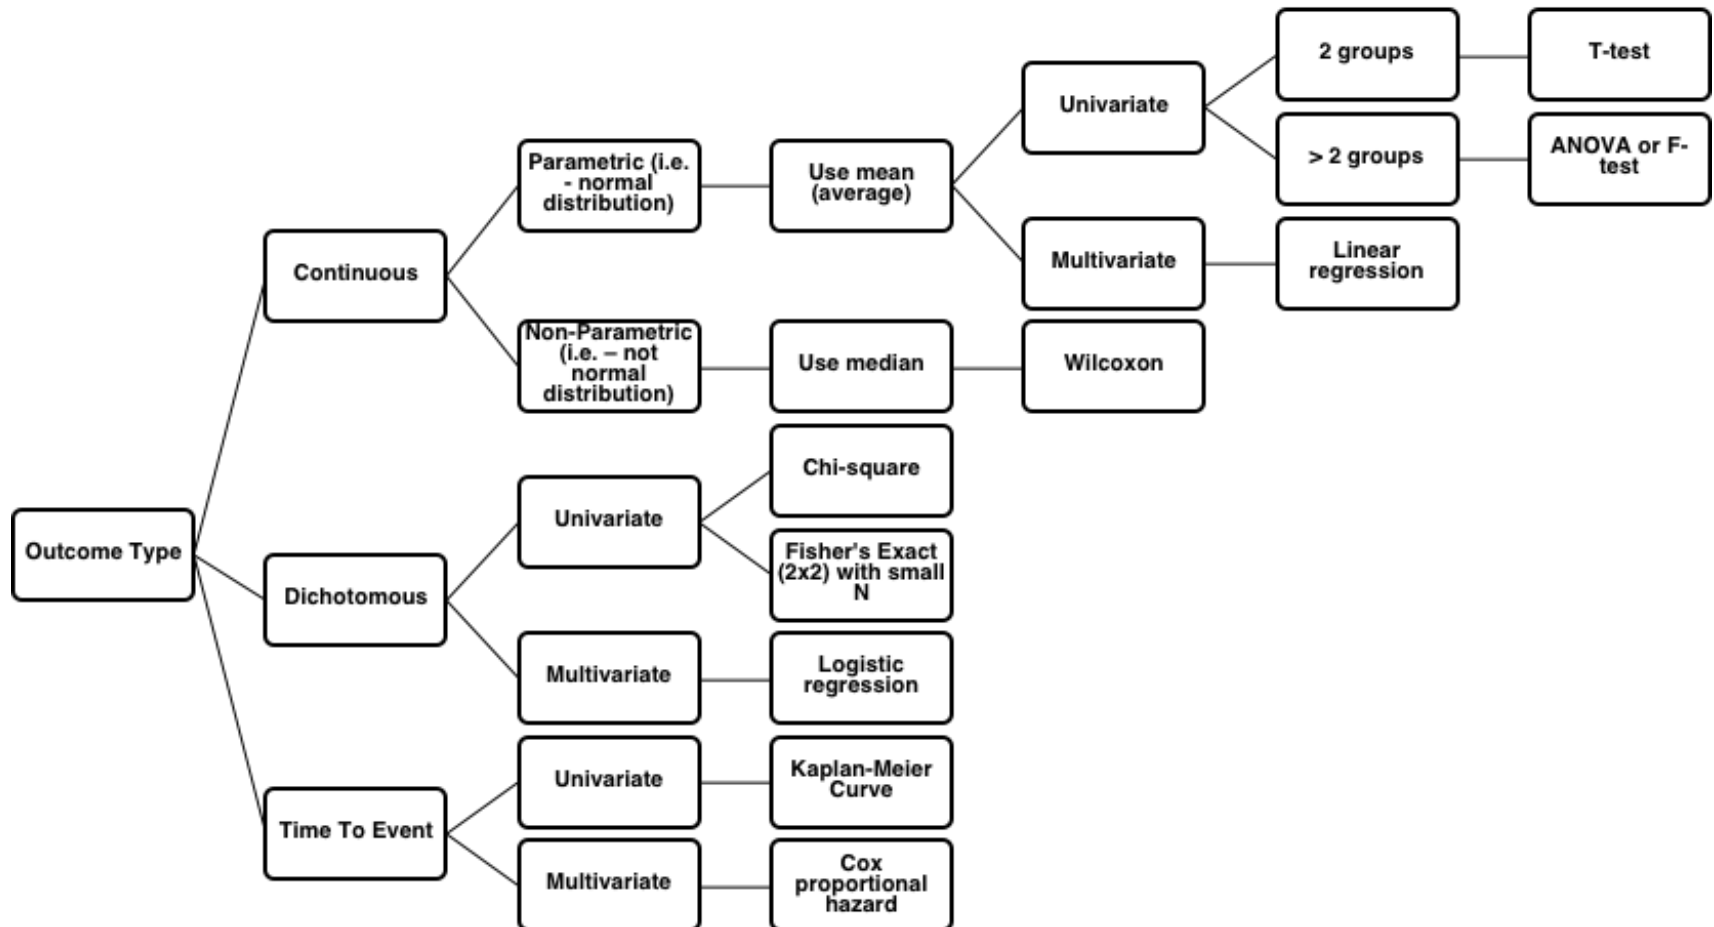 2 groups
T-test
Univariate
> 2 groups
ANOVA or F-
test
Parametric (i.e.
- normal
distribution)
Use mean
(average)
Continuous
Multivariate
Linear
regression
Non-Parametric
(i.e. – not
normal
distribution)
Use median
Wilcoxon
Chi-square
Univariate
Outcome Type
Fisher's Exact
(2x2) with small
N
Dichotomous
Multivariate
Logistic
regression
Univariate
Kaplan-Meier
Curve
Time To Event
Multivariate
Cox
proportional
hazard